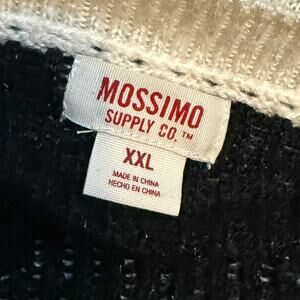 MOSSIMO
SUPPLY CO.™
XXL
MADE IN CHINA
HECHO EN CHINA